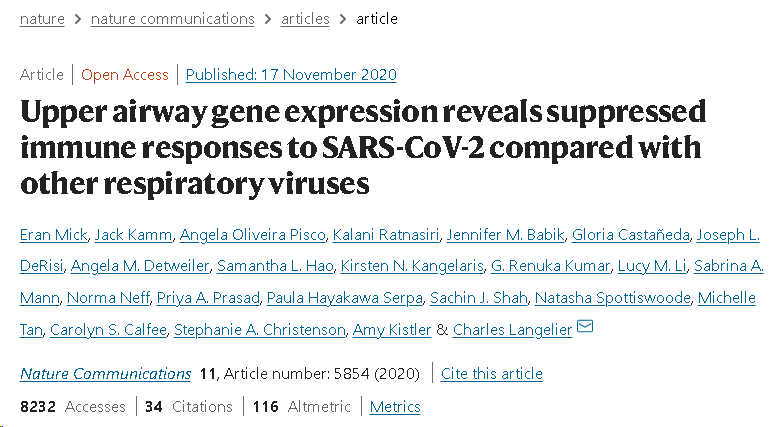 nature > nature communications > articles > article
Article | Open Access | Published: 17 November 2020
Upper airway gene expression reveals suppressed
immune responses to SARS-CoV-2 compared with
other respiratory viruses
Eran Mick, Jack Kamm, Angela Oliveira Pisco, Kalani Ratnasiri, Jennifer M. Babik, Gloria Castañeda, Joseph L.
DeRisi, Angela M. Detweiler, Samantha L. Hao, Kirsten N. Kangelaris, G. Renuka Kumar, Lucy M. Li, Sabrina A.
Mann, Norma Neff, Priya A. Prasad, Paula Hayakawa Serpa, Sachin J. Shah, Natasha Spottiswoode, Michelle
Tan, Carolyn S. Calfee, Stephanie A. Christenson, Amy Kistler & Charles Langelier
Nature Communications 11, Article number: 5854 (2020) | Cite this article
8232 Accesses | 34 Citations | 116 Altmetric | Metrics